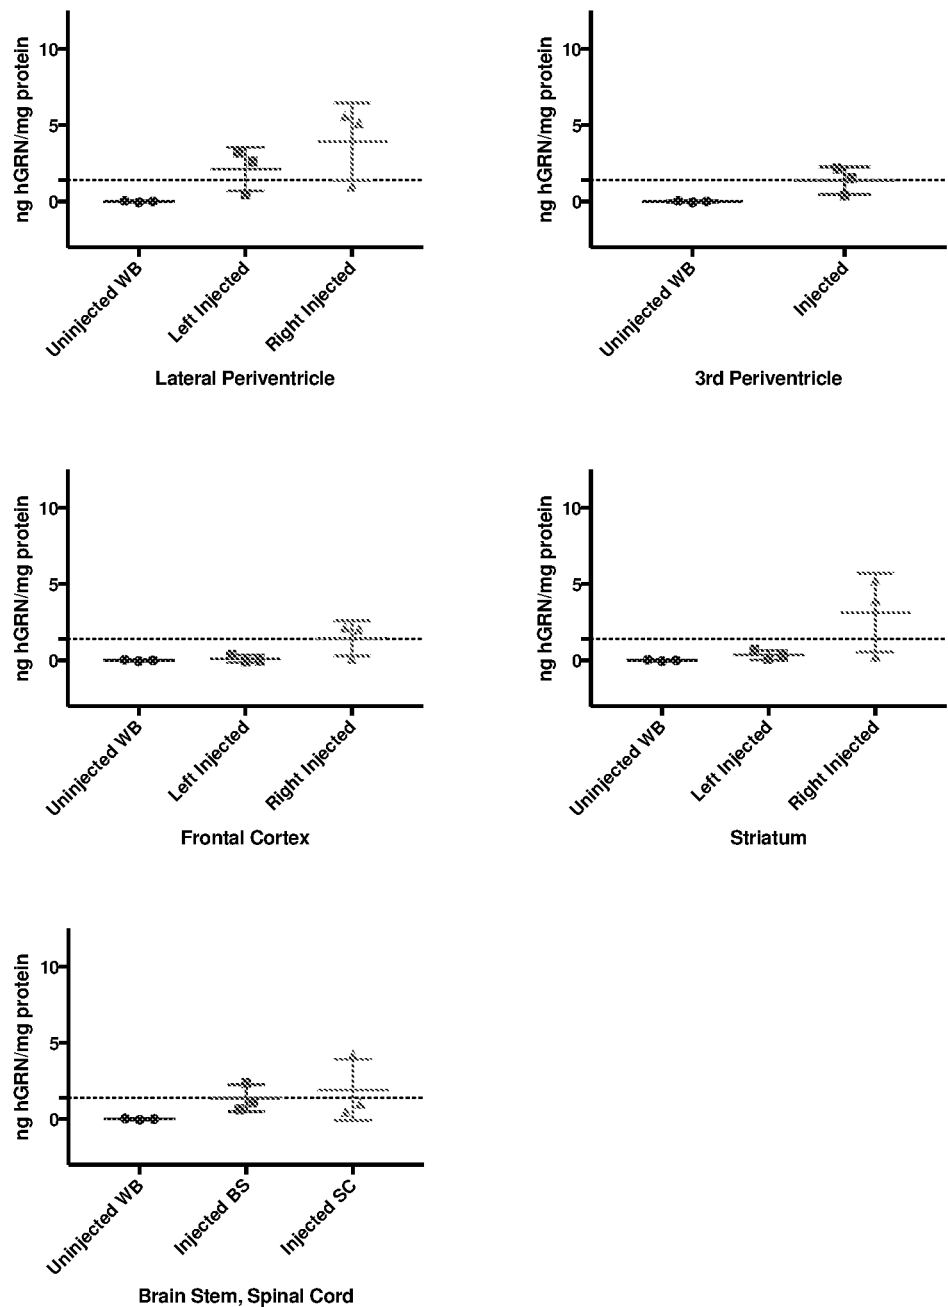 ng hGRN/mg protein
10
5
0
Uninjected WB
Left Injected
Right Injected
Lateral Periventricle
ng hGRN/mg protein
10
5
0
Uninjected WB
Injected
3rd Periventricle
ng hGRN/mg protein
10
5
0
Uninjected WB
Left Injected
Right Injected
Frontal Cortex
ng hGRN/mg protein
10
5
0
Uninjected WB
Left Injected
Right Injected
Striatum
ng hGRN/mg protein
10
5
0
Uninjected WB
Injected BS
Injected SC
Brain Stem, Spinal Cord